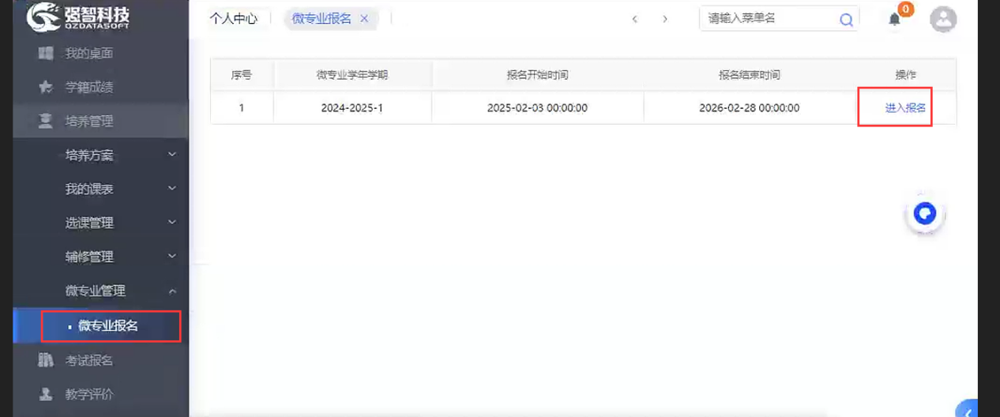 强智科技
QZDATASOFT
个人中心
微专业报名
请输入菜单名
0
我的桌面
学籍成绩
培养管理
培养方案
我的课表
选课管理
辅修管理
微专业管理
微专业报名
考试报名
教学评价
序号 微专业学年学期 报名开始时间 报名结束时间 操作
1 2024-2025-1 2025-02-03 00:00:00 2026-02-28 00:00:00 进入报名